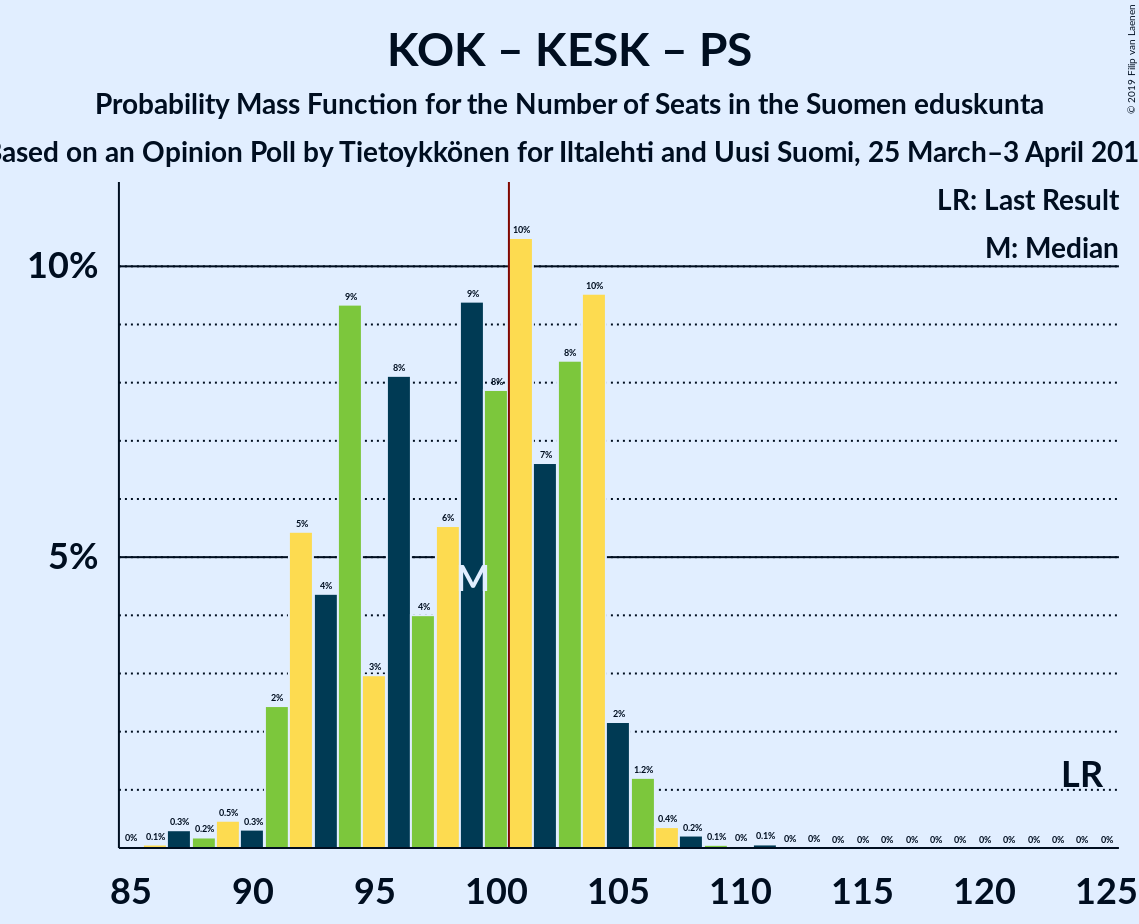 KOK – KESK – PS
Probability Mass Function for the Number of Seats in the Suomen eduskunta
Based on an Opinion Poll by Tietoykkönen for Iltalehti and Uusi Suomi, 25 March–3 April 201
© 2019 Filip van Laenen
LR: Last Result
M: Median
10%
5%
0% 0.1% 0.3% 0.2% 0.5% 0.3% 2% 5% 4% 9% 3% 8% 4% 6% 9% 8% 10% 7% 8% 10% 2% 1.2% 0.4% 0.2% 0.1% 0% 0.1% 0% 0% 0% 0% 0% 0% 0% 0% 0% 0% 0% 0% 0% 0%
M
LR
85 90 95 100 105 110 115 120 125